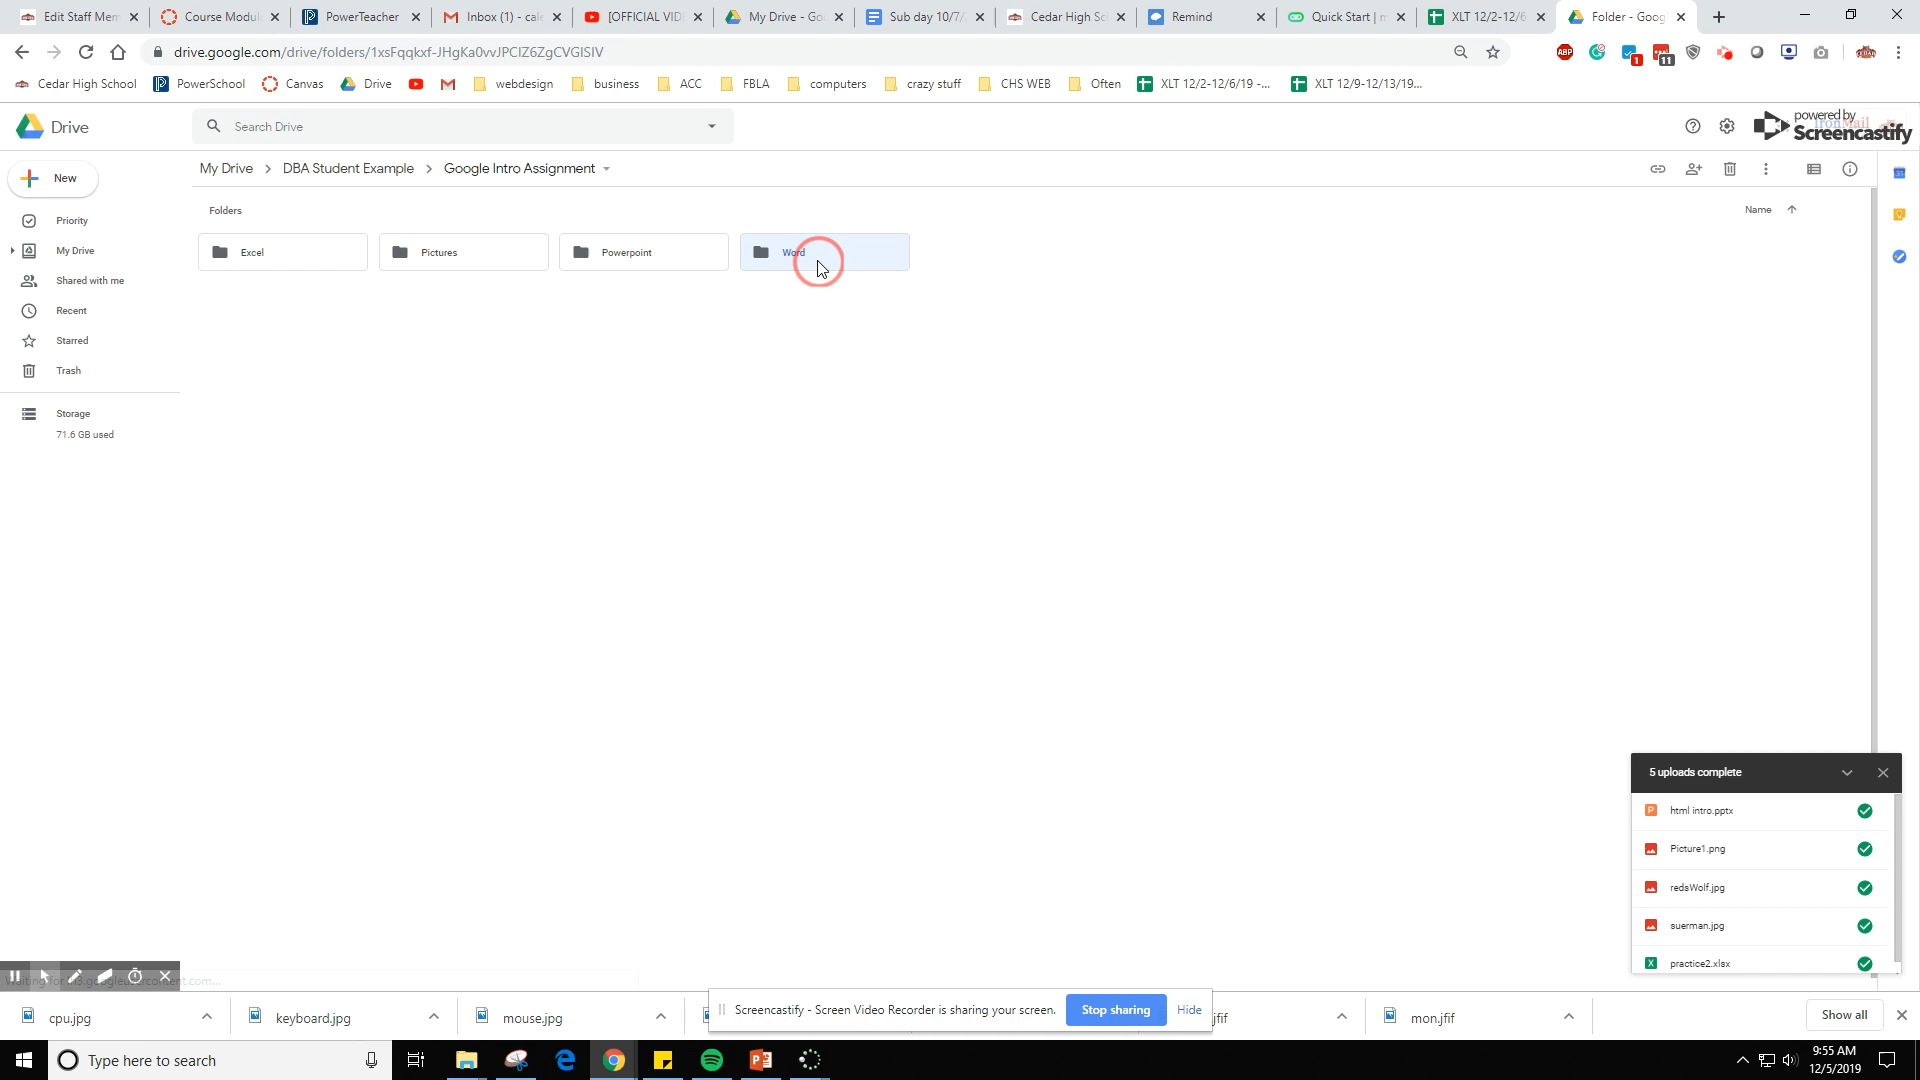 Edit Staff Mem
Course Modul
PowerTeacher
Inbox (1) - cal
[OFFICIAL VID
My Drive - Go
Sub day 10/7/
Cedar High Sc
Remind
Quick Start | m
XLT 12/2-12/6
Folder - Goog
drive.google.com/drive/folders/1xsFqqkxf-JHgKa0vvJPCIZ6ZgCVGISIV
ABP
1
11
Cedar High School
PowerSchool
Canvas
Drive
webdesign
business
ACC
FBLA
computers
crazy stuff
CHS WEB
Often
XLT 12/2-12/6/19 -...
XLT 12/9-12/13/19...
Drive
Search Drive
powered by
Screencastify
New
My Drive > DBA Student Example > Google Intro Assignment
Priority
My Drive
Shared with me
Recent
Starred
Trash
Storage
71.6 GB used
Folders
Name
Excel
Pictures
Powerpoint
Word
5 uploads complete
html intro.pptx
Picture1.png
redsWolf.jpg
suerman.jpg
practice2.xlsx
cpu.jpg
keyboard.jpg
mouse.jpg
Screencastify - Screen Video Recorder is sharing your screen.
Stop sharing
Hide
.jfif
mon.jfif
Show all
Type here to search
9:55 AM
12/5/2019